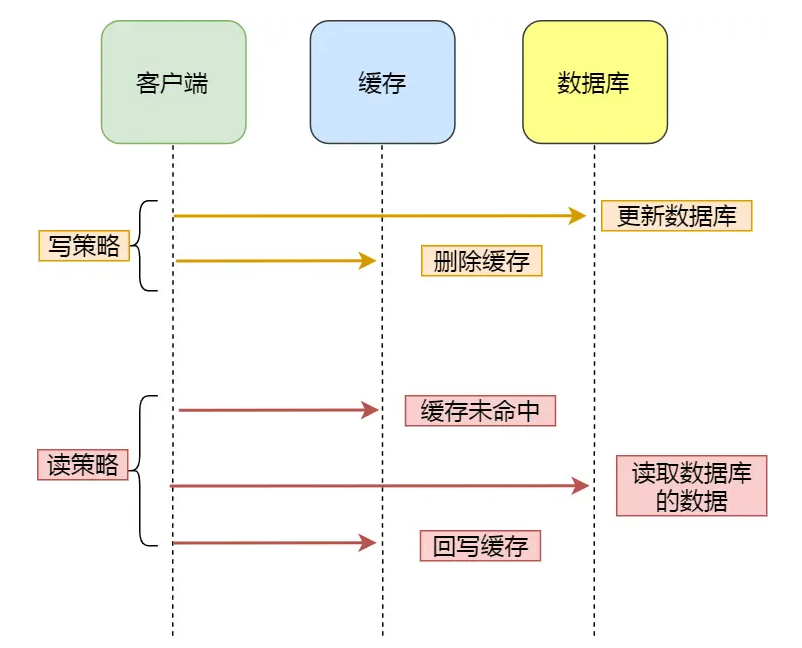 客户端
缓存
数据库
更新数据库
写策略
删除缓存
缓存未命中
读策略
读取数据库
的数据
回写缓存